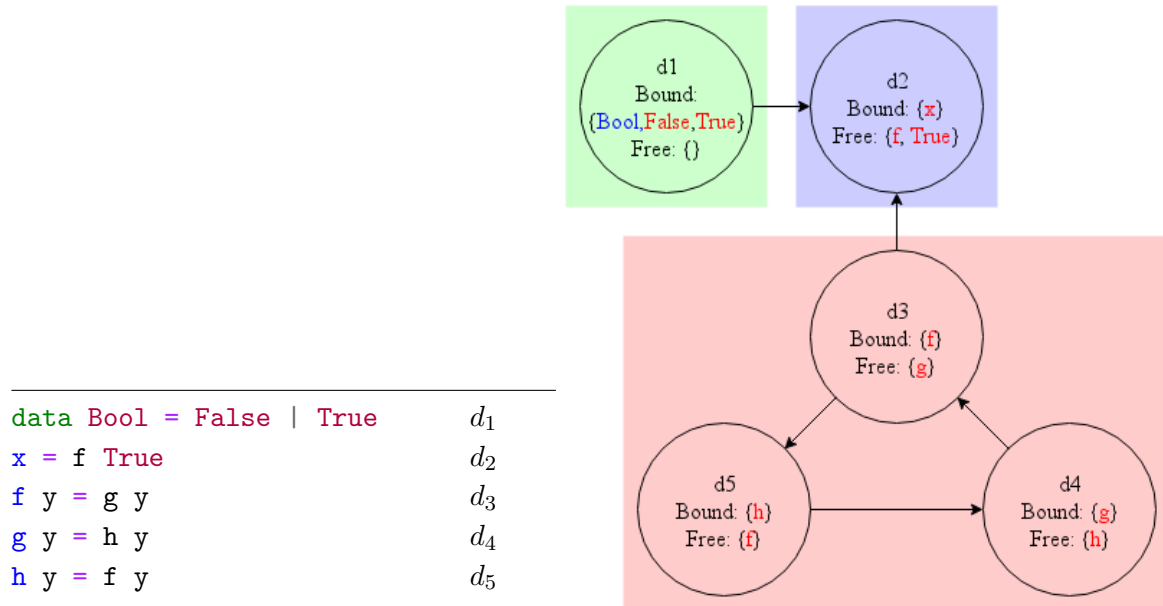 data Bool = False | True d1
x = f True d2
f y = g y d3
g y = h y d4
h y = f y d5
d1
Bound:
{Bool,False,True}
Free: {}
d2
Bound: {x}
Free: {f, True}
d3
Bound: {f}
Free: {g}
d5
Bound: {h}
Free: {f}
d4
Bound: {g}
Free: {h}